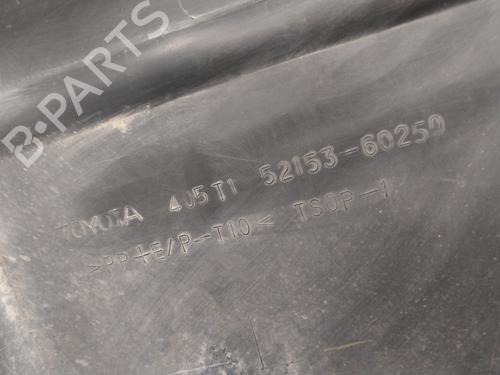 B-PARTS
TOYOTA 4J5T1 52153-60250
>PP+E/P-T10< TSOP-1